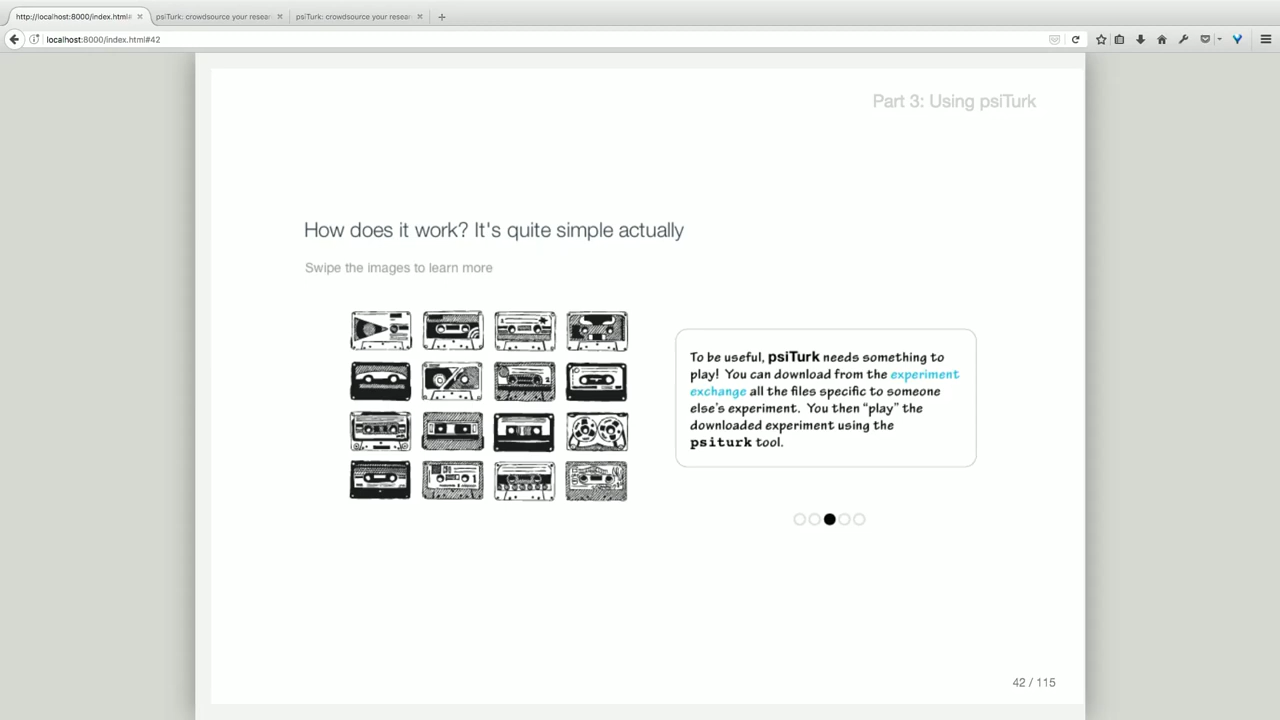 http://localhost:8000/index.html#
psiTurk: crowdsource your resear
psiTurk: crowdsource your resear
localhost:8000/index.html#42
Part 3: Using psiTurk
How does it work? It's quite simple actually
Swipe the images to learn more
To be useful, psiTurk needs something to
play! You can download from the experiment
exchange all the files specific to someone
else's experiment. You then “play” the
downloaded experiment using the
psiturk tool.
42 / 115